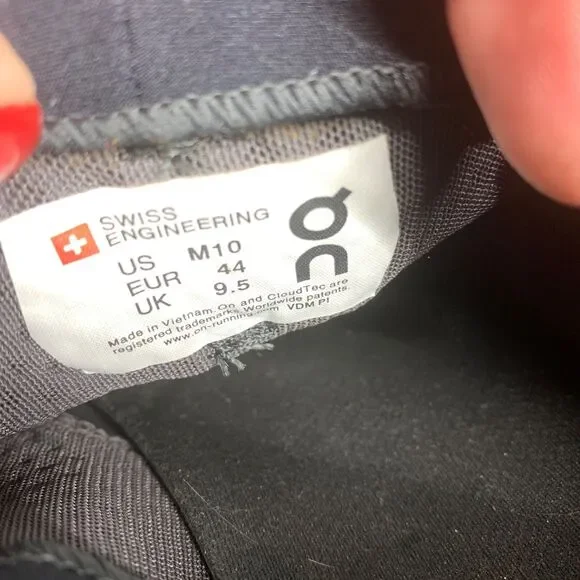 SWISS
ENGINEERING
US M10
EUR 44
UK 9.5
On
Made in Vietnam. On and CloudTec are
registered trademarks Worldwide patents.
www.on-running.com VDM PI